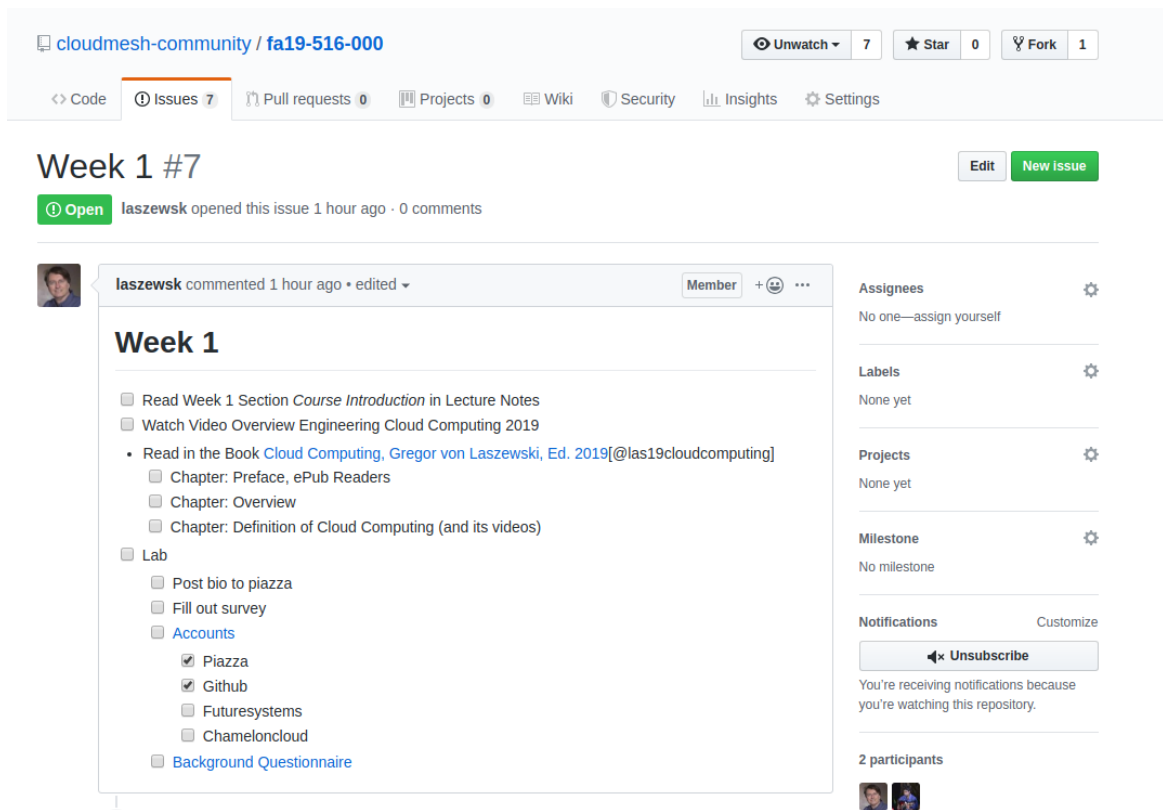 cloudmesh-community / fa19-516-000
Unwatch 7 Star 0 Fork 1
<> Code Issues 7 Pull requests 0 Projects 0 Wiki Security Insights Settings
Week 1 #7
Edit New issue
Open laszewsk opened this issue 1 hour ago · 0 comments
laszewsk commented 1 hour ago • edited Member + ···
Week 1
Read Week 1 Section Course Introduction in Lecture Notes
Watch Video Overview Engineering Cloud Computing 2019
• Read in the Book Cloud Computing, Gregor von Laszewski, Ed. 2019[@las19cloudcomputing]
Chapter: Preface, ePub Readers
Chapter: Overview
Chapter: Definition of Cloud Computing (and its videos)
Lab
Post bio to piazza
Fill out survey
Accounts
Piazza
Github
Futuresystems
Chameloncloud
Background Questionnaire
Assignees
No one—assign yourself
Labels
None yet
Projects
None yet
Milestone
No milestone
Notifications Customize
Unsubscribe
You're receiving notifications because
you're watching this repository.
2 participants